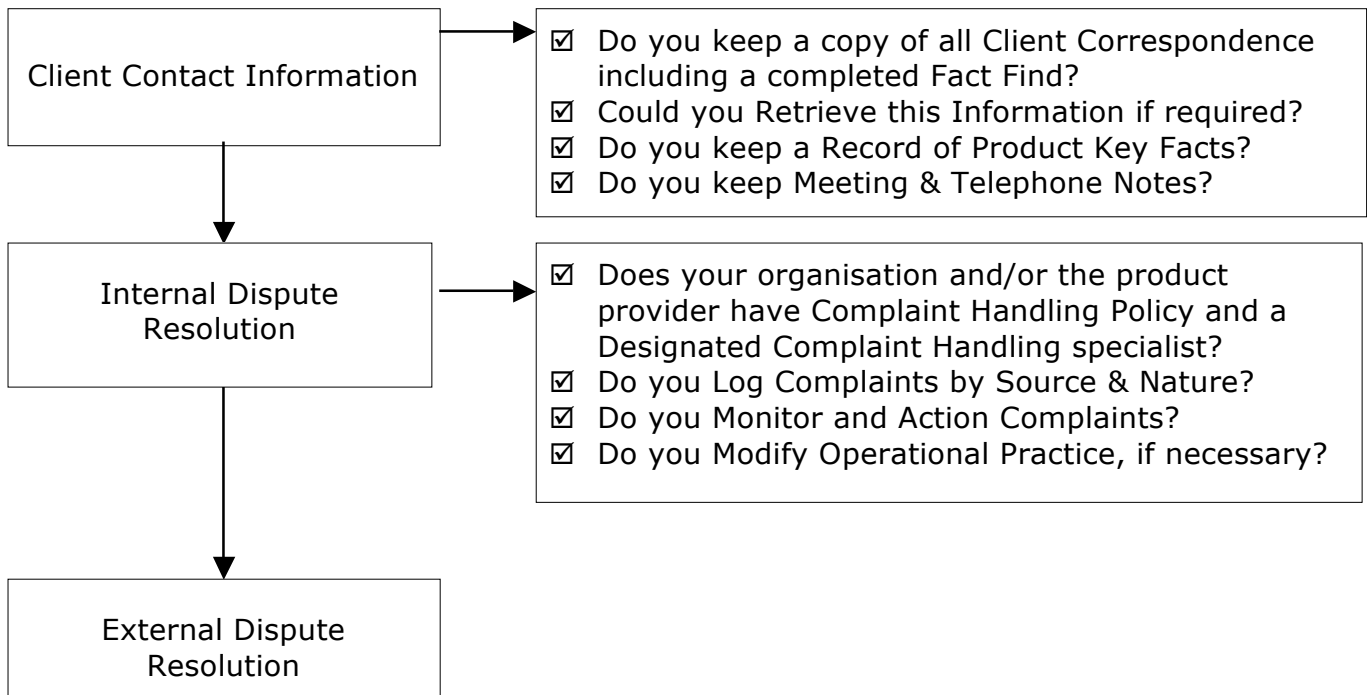 Client Contact Information
☑ Do you keep a copy of all Client Correspondence
including a completed Fact Find?
☑ Could you Retrieve this Information if required?
☑ Do you keep a Record of Product Key Facts?
☑ Do you keep Meeting & Telephone Notes?
Internal Dispute
Resolution
☑ Does your organisation and/or the product
provider have Complaint Handling Policy and a
Designated Complaint Handling specialist?
☑ Do you Log Complaints by Source & Nature?
☑ Do you Monitor and Action Complaints?
☑ Do you Modify Operational Practice, if necessary?
External Dispute
Resolution